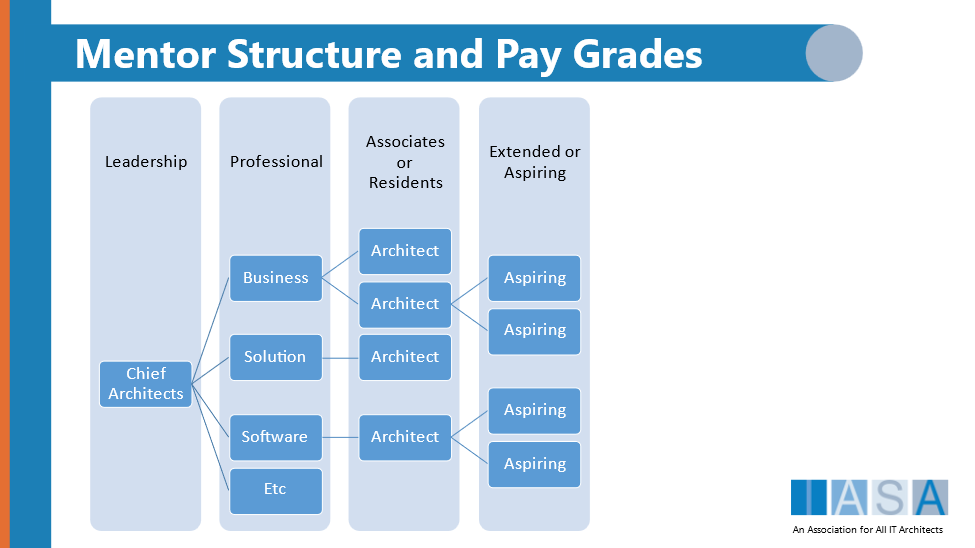 Mentor Structure and Pay Grades
Leadership
Professional
Associates
or
Residents
Extended or
Aspiring
Chief
Architects
Business
Solution
Software
Etc
Architect
Architect
Architect
Architect
Aspiring
Aspiring
Aspiring
Aspiring
IASA
An Association for All IT Architects